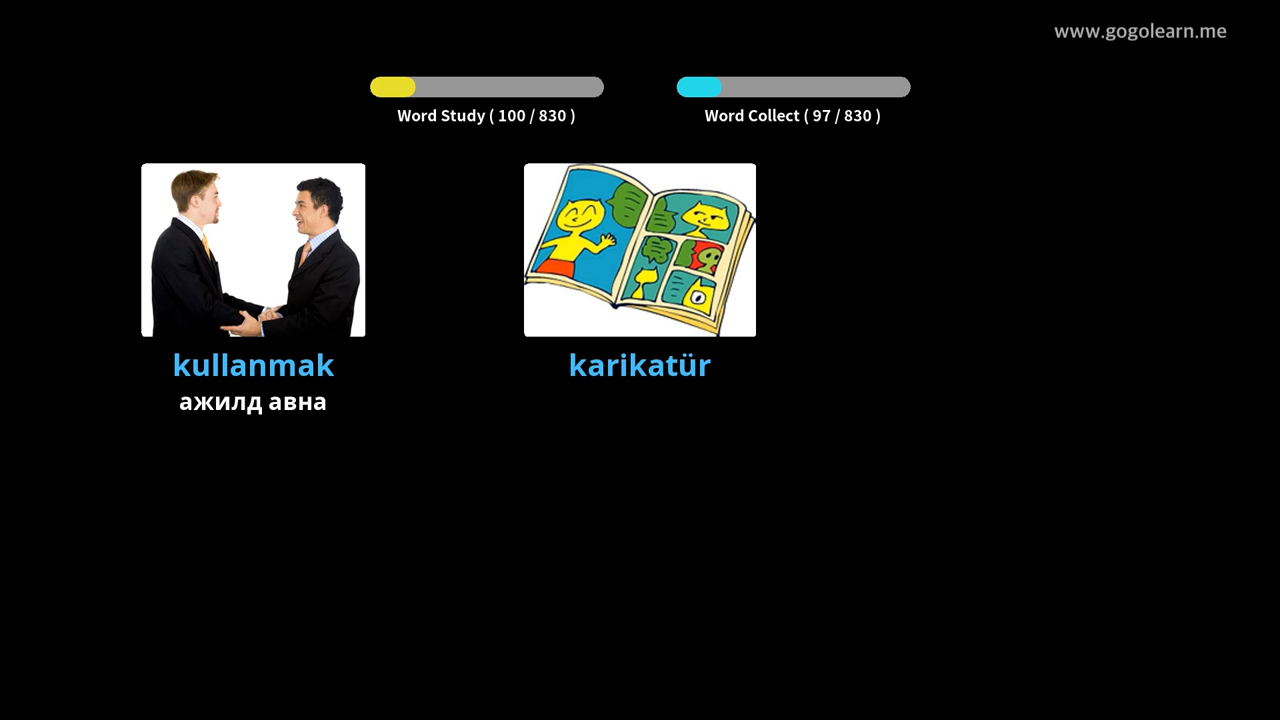 www.gogolearn.me
Word Study ( 100 / 830 )
Word Collect ( 97 / 830 )
kullanmak
ажилд авна
karikatür